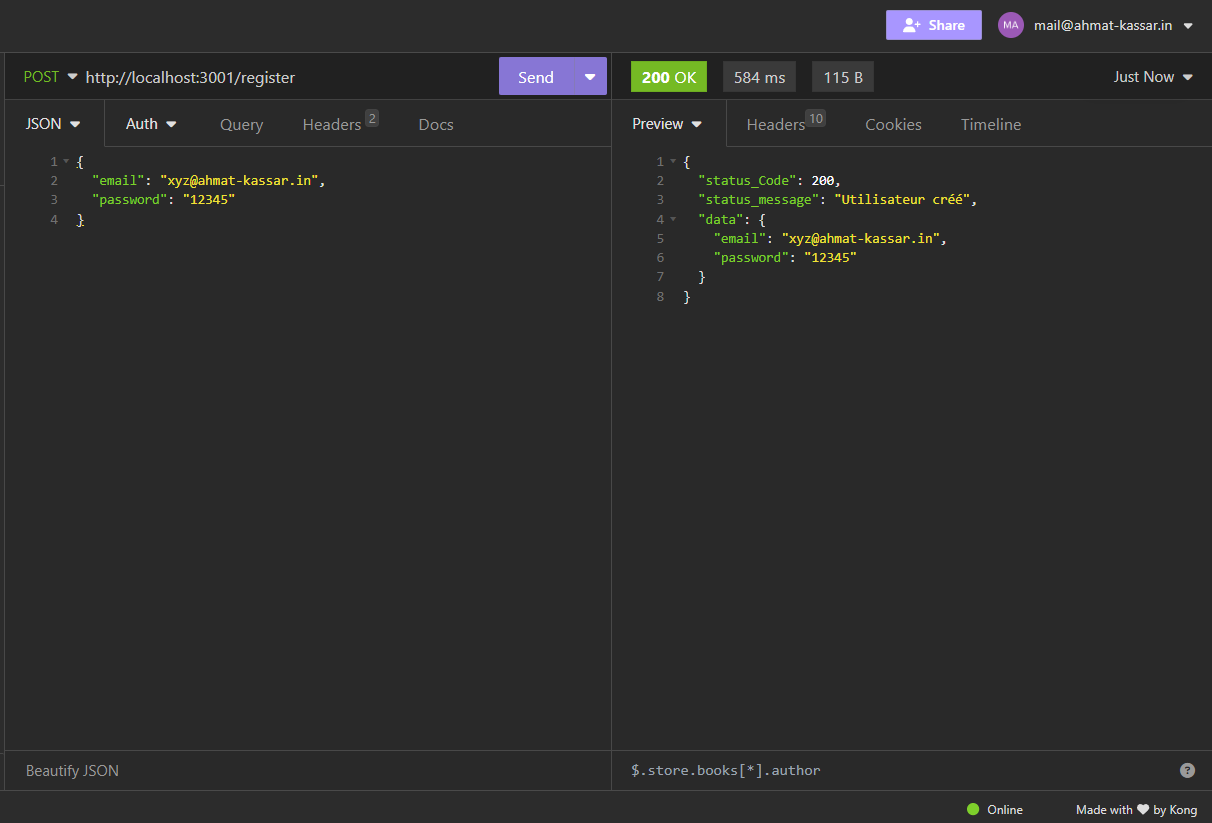 Share MA mail@ahmat-kassar.in
POST http://localhost:3001/register Send 200 OK 584 ms 115 B Just Now
JSON Auth Query Headers 2 Docs
1 {
2 "email": "xyz@ahmat-kassar.in",
3 "password": "12345"
4 }
Beautify JSON
Preview Headers 10 Cookies Timeline
1 {
2 "status_Code": 200,
3 "status_message": "Utilisateur créé",
4 "data": {
5 "email": "xyz@ahmat-kassar.in",
6 "password": "12345"
7 }
8 }
$.store.books[*].author ?
Online Made with ❤ by Kong